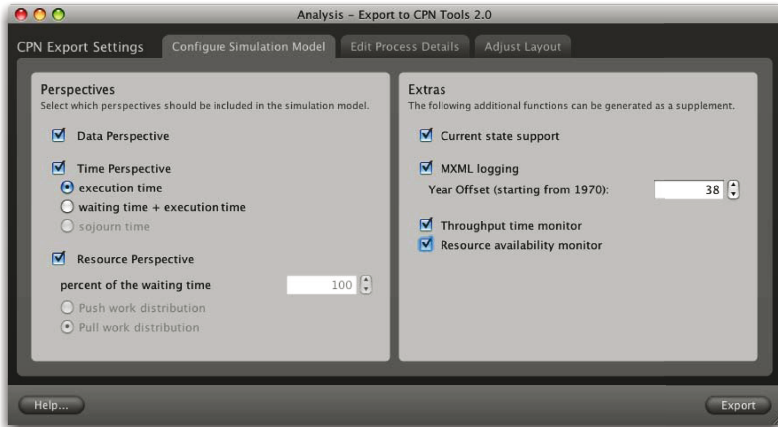 Analysis – Export to CPN Tools 2.0
CPN Export Settings
Configure Simulation Model
Edit Process Details
Adjust Layout
Perspectives
Select which perspectives should be included in the simulation model.
Data Perspective
Time Perspective
execution time
waiting time + execution time
sojourn time
Resource Perspective
percent of the waiting time 100
Push work distribution
Pull work distribution
Extras
The following additional functions can be generated as a supplement.
Current state support
MXML logging
Year Offset (starting from 1970): 38
Throughput time monitor
Resource availability monitor
Help...
Export